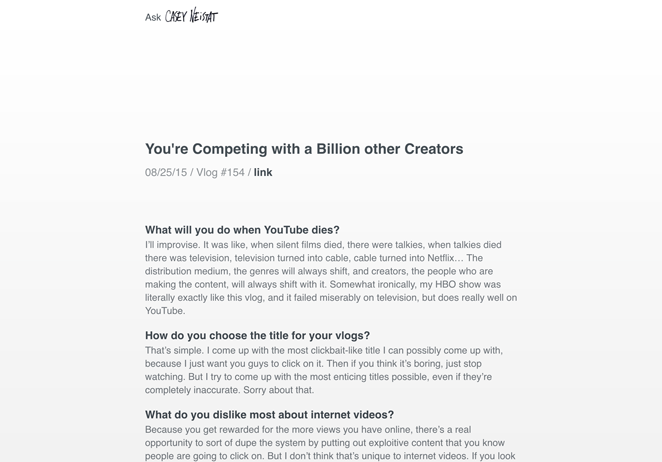 Ask CASEY NEISTAT
You're Competing with a Billion other Creators
08/25/15 / Vlog #154 / link
What will you do when YouTube dies?
I'll improvise. It was like, when silent films died, there were talkies, when talkies died
there was television, television turned into cable, cable turned into Netflix… The
distribution medium, the genres will always shift, and creators, the people who are
making the content, will always shift with it. Somewhat ironically, my HBO show was
literally exactly like this vlog, and it failed miserably on television, but does really well on
YouTube.
How do you choose the title for your vlogs?
That's simple. I come up with the most clickbait-like title I can possibly come up with,
because I just want you guys to click on it. Then if you think it's boring, just stop
watching. But I try to come up with the most enticing titles possible, even if they're
completely inaccurate. Sorry about that.
What do you dislike most about internet videos?
Because you get rewarded for the more views you have online, there's a real
opportunity to sort of dupe the system by putting out exploitive content that you know
people are going to click on. But I don't think that's unique to internet videos. If you look